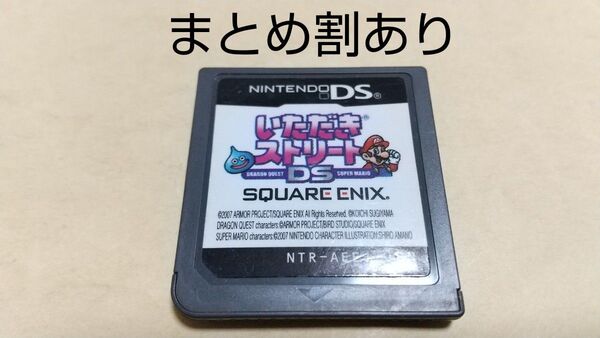 まとめ割あり
NINTENDO DS®
いただき®
ストリート
DRAGON QUEST SUPER MARIO
DS
SQUARE ENIX®
©2007 ARMOR PROJECT/SQUARE ENIX All Rights Reserved. ©KOICHI SUGIYAMA
DRAGON QUEST characters:©ARMOR PROJECT/BIRD STUDIO/SQUARE ENIX
SUPER MARIO characters:©2007 NINTENDO CHARACTER ILLUSTRATION:SHIHO AMANO